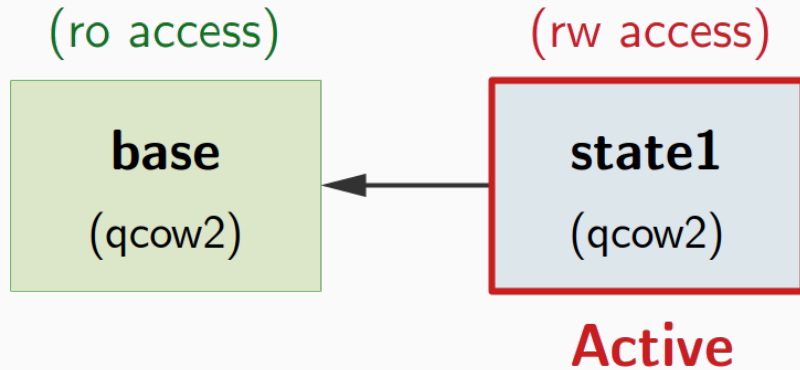 (ro access)
(rw access)
base
(qcow2)
state1
(qcow2)
Active